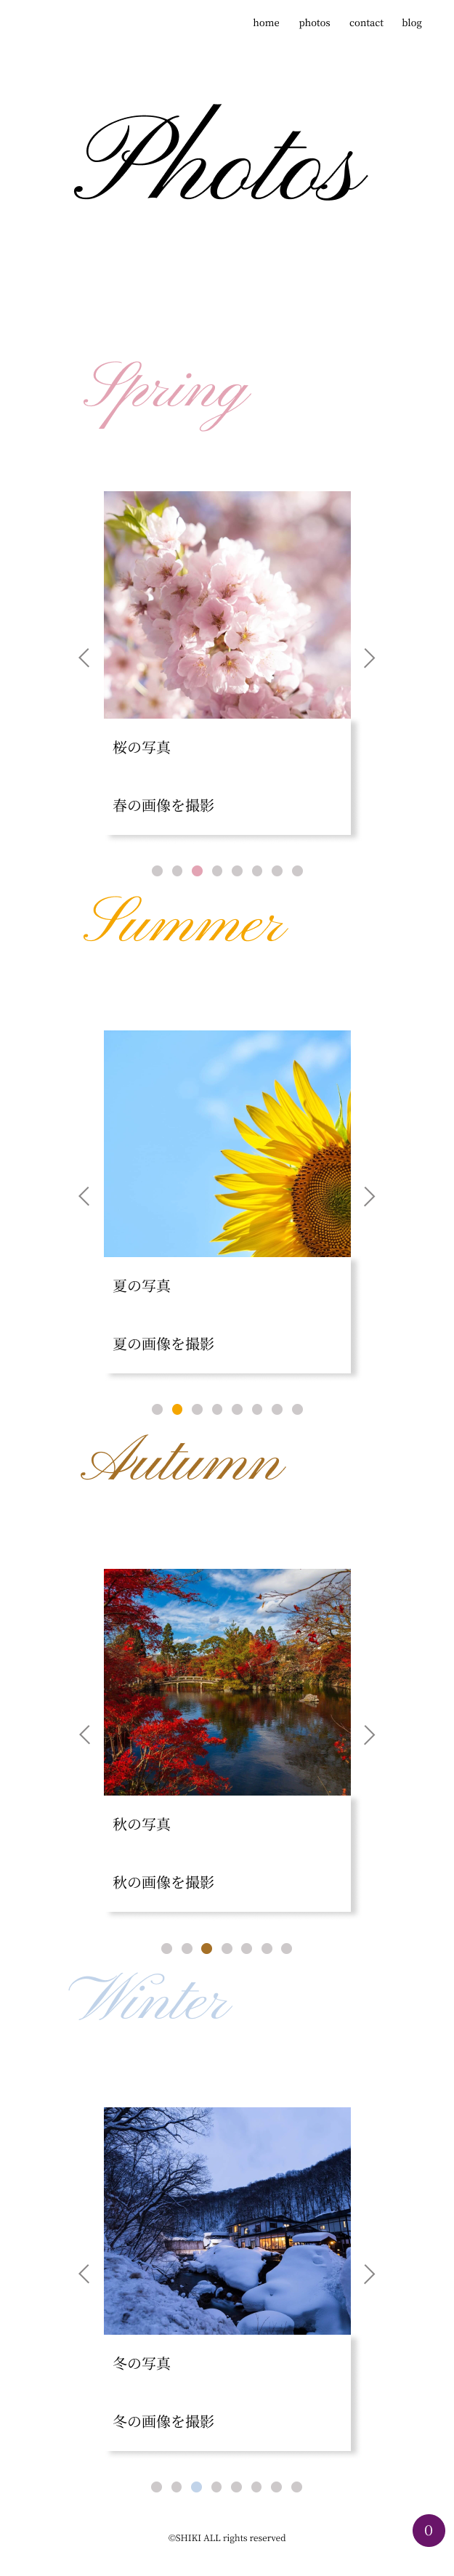 home photos contact blog
Photos
Spring
桜の写真
春の画像を撮影
Summer
夏の写真
夏の画像を撮影
Autumn
秋の写真
秋の画像を撮影
Winter
冬の写真
冬の画像を撮影
©SHIKI ALL rights reserved
0